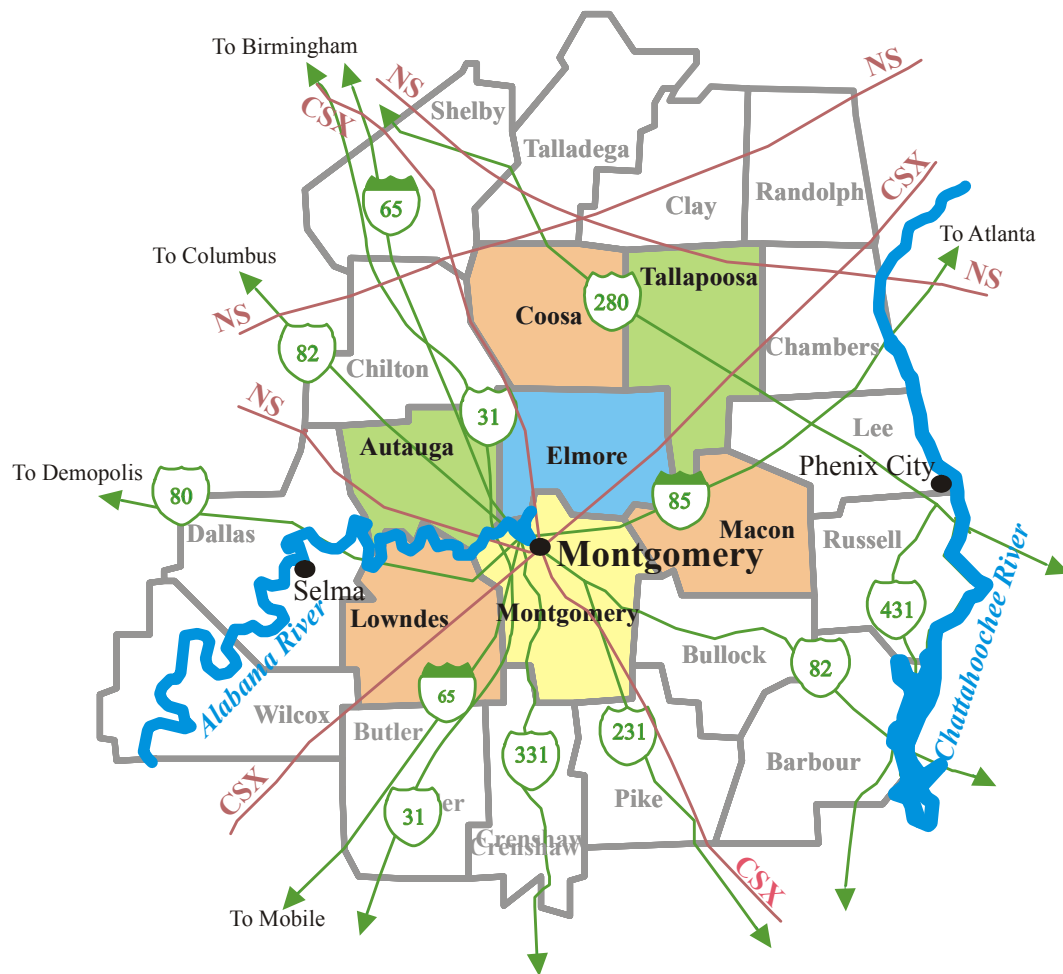 To Birmingham
NS
NS
CSX
Shelby
Talladega
CSX
Randolph
65
Clay
To Columbus
To Atlanta
Tallapoosa
NS
280
Coosa
NS
82
Chambers
Chilton
31
NS
Lee
Autauga
Elmore
To Demopolis
Phenix City
80
85
Dallas
Macon
Russell
Montgomery
Selma
431
Lowndes
Montgomery
Bullock
82
Alabama River
Chattahoochee River
65
Wilcox
Butler
231
331
Barbour
CSX
Pike
31
er
Crenshaw
Crenshaw
CSX
To Mobile